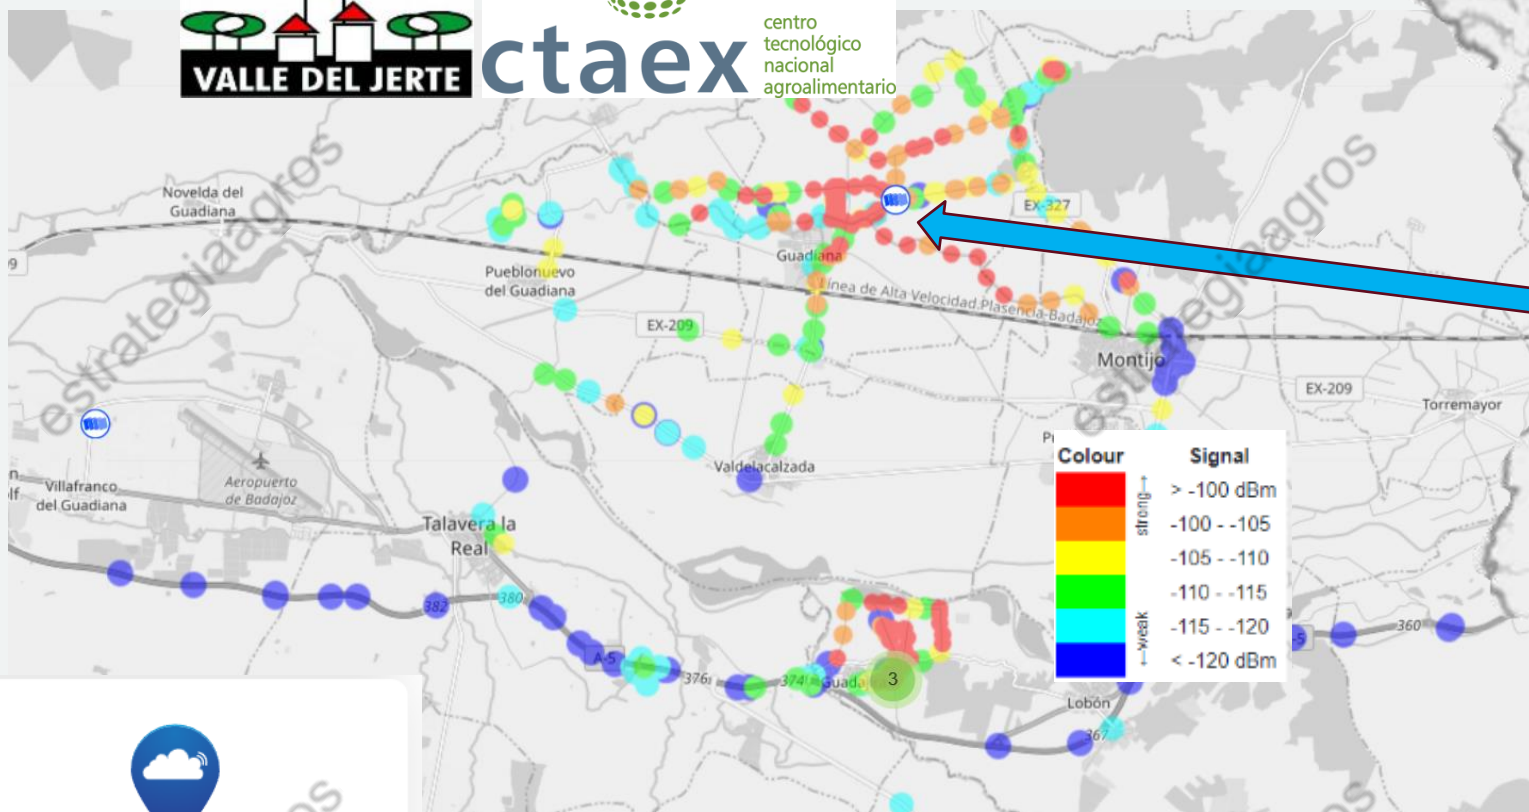 VALLE DEL JERTE
ctaex
centro
tecnológico
nacional
agroalimentario
estrategiaagros
estrategiaagros
Novelda del
Guadiana
EX-327
Guadiana
Pueblonuevo
del Guadiana
Línea de Alta Velocidad Plasencia-Badajoz
EX-209
Montijo
EX-209
Torremayor
Valdelacalzada
Aeropuerto
de Badajoz
Villafranco
del Guadiana
Talavera la
Real
Colour Signal
strong→
> -100 dBm
-100 - -105
-105 - -110
-110 - -115
-115 - -120
< -120 dBm
←weak
382
380
A-5
376
374
3
360
-5
Lobón
367